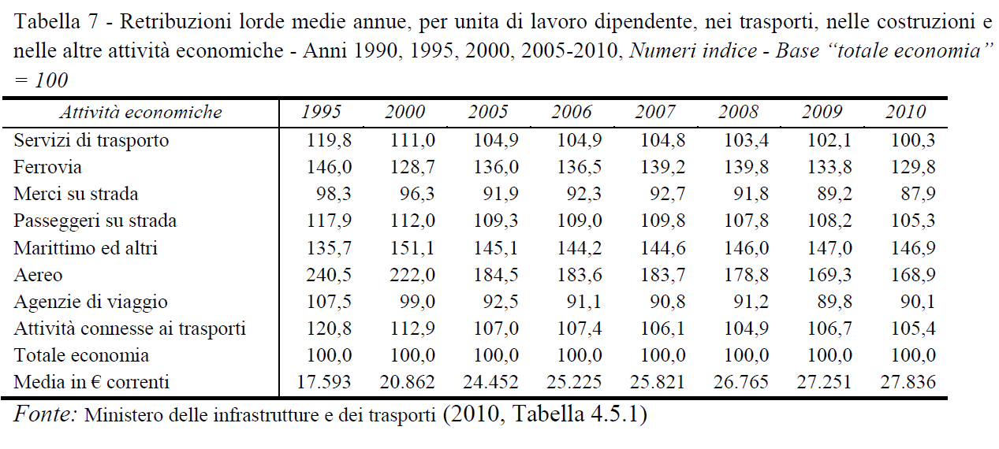 Tabella 7 - Retribuzioni lorde medie annue, per unita di lavoro dipendente, nei trasporti, nelle costruzioni e
nelle altre attività economiche - Anni 1990, 1995, 2000, 2005-2010, Numeri indice - Base “totale economia”
= 100
Attività economiche 1995 2000 2005 2006 2007 2008 2009 2010
Servizi di trasporto 119,8 111,0 104,9 104,9 104,8 103,4 102,1 100,3
Ferrovia 146,0 128,7 136,0 136,5 139,2 139,8 133,8 129,8
Merci su strada 98,3 96,3 91,9 92,3 92,7 91,8 89,2 87,9
Passeggeri su strada 117,9 112,0 109,3 109,0 109,8 107,8 108,2 105,3
Marittimo ed altri 135,7 151,1 145,1 144,2 144,6 146,0 147,0 146,9
Aereo 240,5 222,0 184,5 183,6 183,7 178,8 169,3 168,9
Agenzie di viaggio 107,5 99,0 92,5 91,1 90,8 91,2 89,8 90,1
Attività connesse ai trasporti 120,8 112,9 107,0 107,4 106,1 104,9 106,7 105,4
Totale economia 100,0 100,0 100,0 100,0 100,0 100,0 100,0 100,0
Media in € correnti 17.593 20.862 24.452 25.225 25.821 26.765 27.251 27.836
Fonte: Ministero delle infrastrutture e dei trasporti (2010, Tabella 4.5.1)